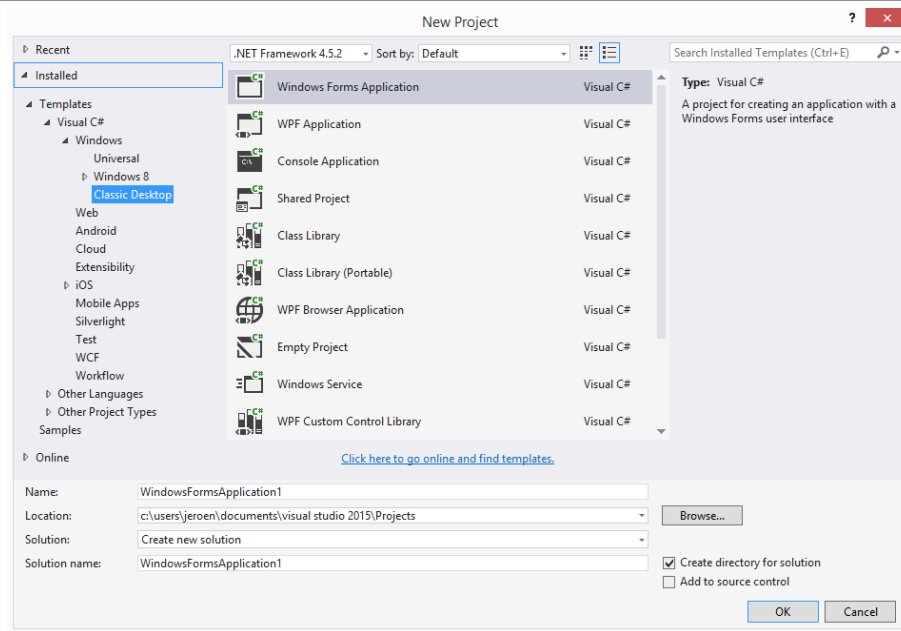 New Project
?
Recent
.NET Framework 4.5.2
Sort by: Default
Search Installed Templates (Ctrl+E)
Installed
Templates
Visual C#
Windows
Universal
Windows 8
Classic Desktop
Web
Android
Cloud
Extensibility
iOS
Mobile Apps
Silverlight
Test
WCF
Workflow
Other Languages
Other Project Types
Samples
Online
Windows Forms Application Visual C#
WPF Application Visual C#
Console Application Visual C#
Shared Project Visual C#
Class Library Visual C#
Class Library (Portable) Visual C#
WPF Browser Application Visual C#
Empty Project Visual C#
Windows Service Visual C#
WPF Custom Control Library Visual C#
Click here to go online and find templates.
Type: Visual C#
A project for creating an application with a
Windows Forms user interface
Name: WindowsFormsApplication1
Location: c:\users\jeroen\documents\visual studio 2015\Projects
Browse...
Solution: Create new solution
Solution name: WindowsFormsApplication1
Create directory for solution
Add to source control
OK
Cancel